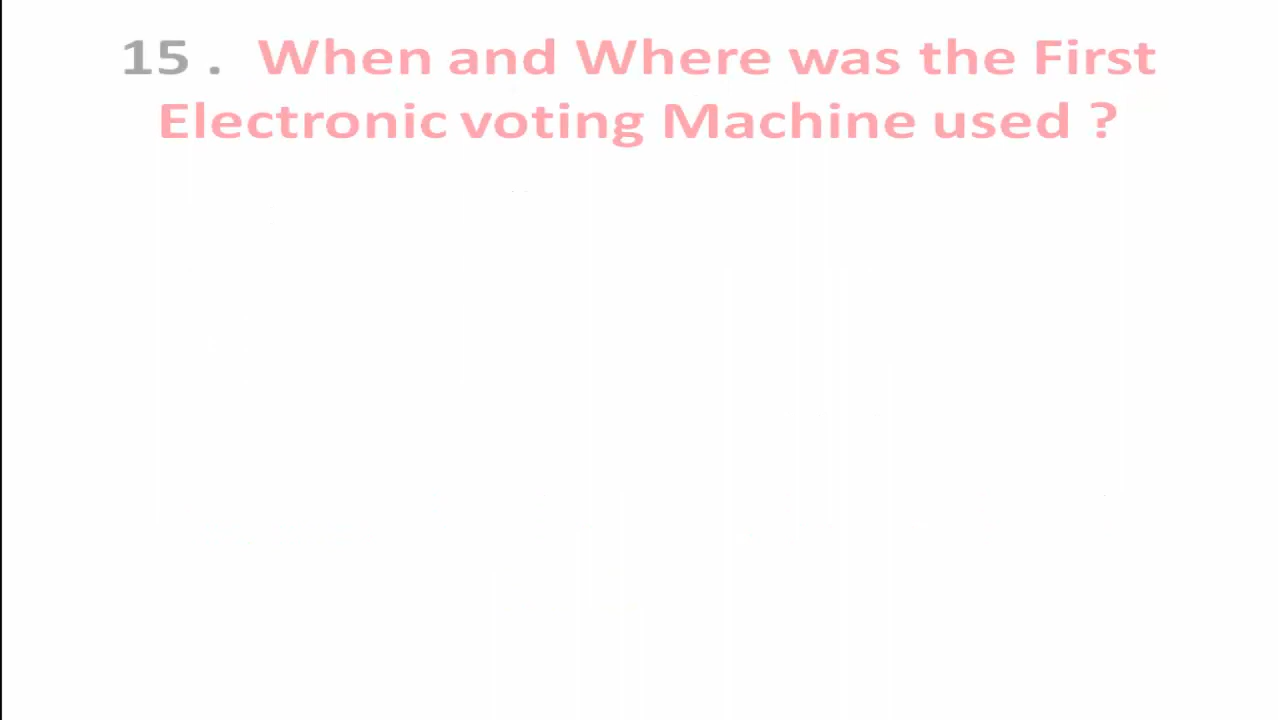 15 . When and Where was the First
Electronic voting Machine used ?